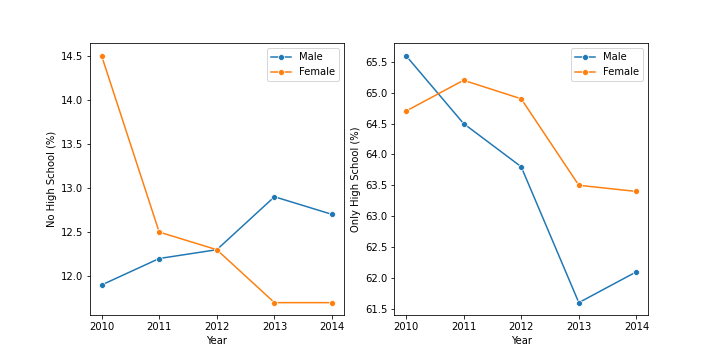 No High School (%)
14.5
14.0
13.5
13.0
12.5
12.0
2010 2011 2012 2013 2014
Year
Male
Female
Only High School (%)
65.5
65.0
64.5
64.0
63.5
63.0
62.5
62.0
61.5
2010 2011 2012 2013 2014
Year
Male
Female